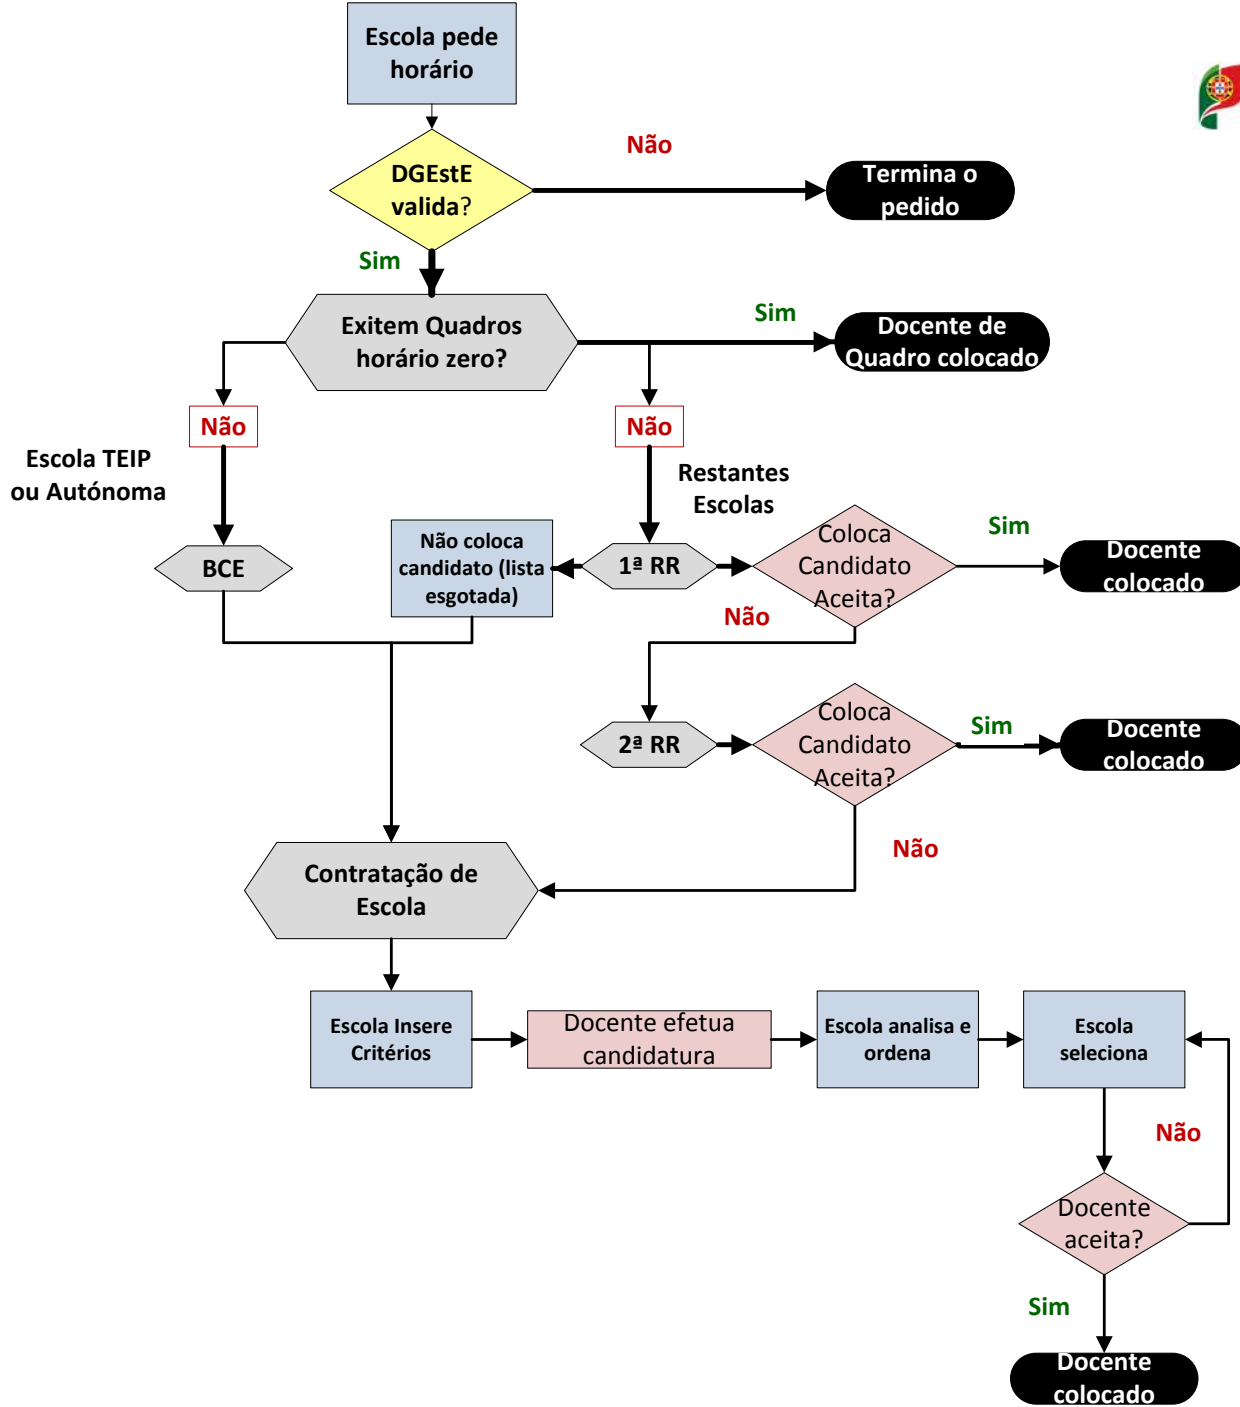 Escola pede
horário
Não
DGEstE
valida?
Termina o
pedido
Sim
Exitem Quadros
horário zero?
Sim
Docente de
Quadro colocado
Não
Não
Escola TEIP
ou Autónoma
Restantes
Escolas
BCE
Não coloca
candidato (lista
esgotada)
1ª RR
Coloca
Candidato
Aceita?
Sim
Docente
colocado
Não
2ª RR
Coloca
Candidato
Aceita?
Sim
Docente
colocado
Não
Contratação de
Escola
Escola Insere
Critérios
Docente efetua
candidatura
Escola analisa e
ordena
Escola
seleciona
Não
Docente
aceita?
Sim
Docente
colocado